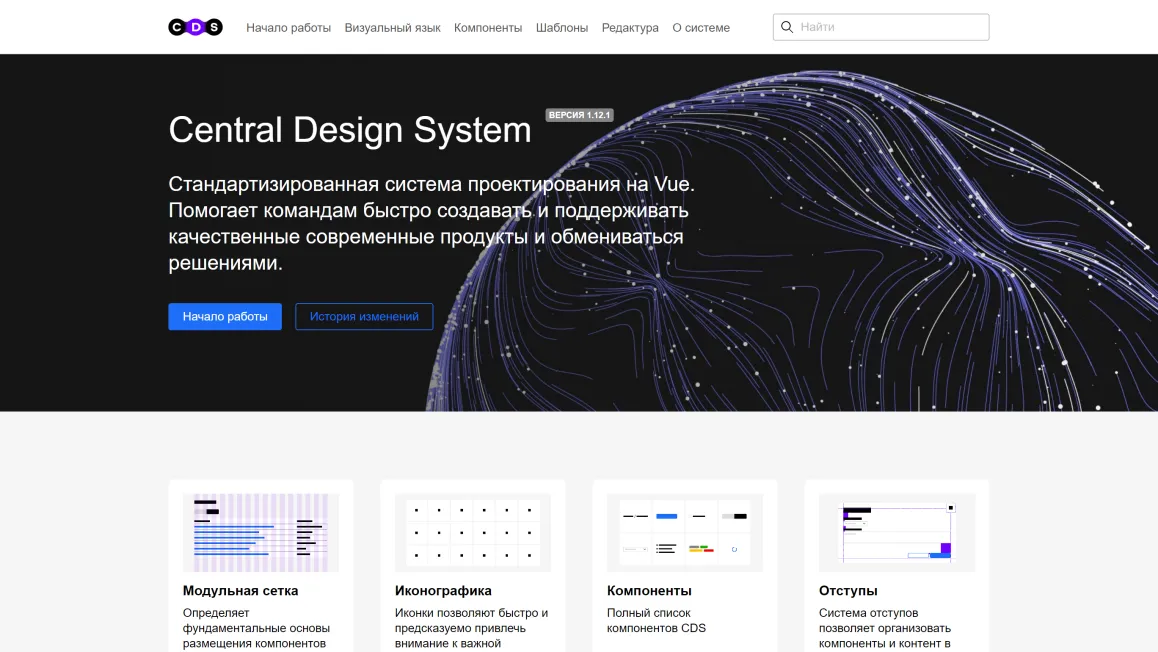 CDS
Начало работы
Визуальный язык
Компоненты
Шаблоны
Редактура
О системе
Найти
Central Design System
ВЕРСИЯ 1.12.1
Стандартизированная система проектирования на Vue.
Помогает командам быстро создавать и поддерживать
качественные современные продукты и обмениваться
решениями.
Начало работы
История изменений
Модульная сетка
Определяет
фундаментальные основы
размещения компонентов
Иконографика
Иконки позволяют быстро и
предсказуемо привлечь
внимание к важной
Компоненты
Полный список
компонентов CDS
Отступы
Система отступов
позволяет организовать
компоненты и контент в